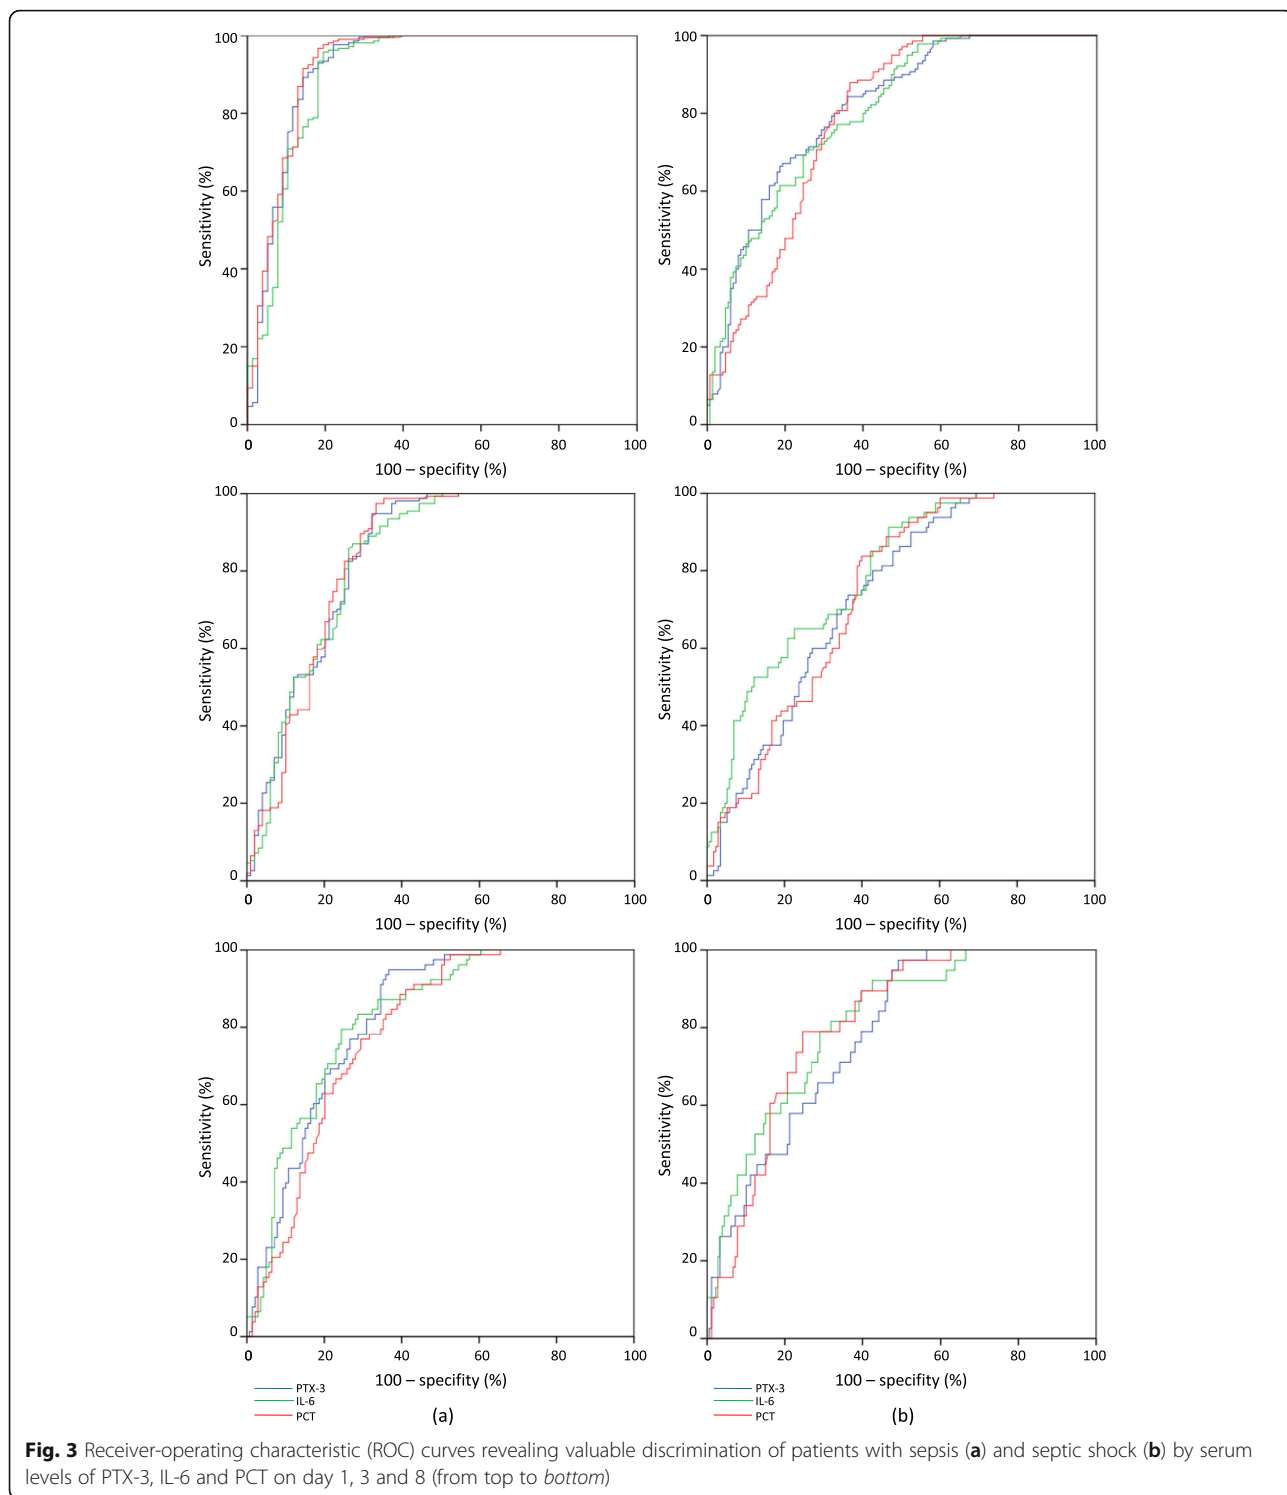 100
80
60
40
20
0
Sensitivity (%)
0 0 20 40 60 80 100
100 – specifity (%)
100
80
60
40
20
0
Sensitivity (%)
0 20 40 60 80 100
100 – specifity (%)
100
80
60
40
20
0
Sensitivity (%)
0 20 40 60 80 100
100 – specifity (%)
100
80
60
40
20
0
Sensitivity (%)
0 20 40 60 80 100
100 – specifity (%)
100
80
60
40
20
0
Sensitivity (%)
0 20 40 60 80 100
100 – specifity (%)
PTX-3
IL-6
PCT
(a)
100
80
60
40
20
0
Sensitivity (%)
0 20 40 60 80 100
100 – specifity (%)
PTX-3
IL-6
PCT
(b)
Fig. 3 Receiver-operating characteristic (ROC) curves revealing valuable discrimination of patients with sepsis (a) and septic shock (b) by serum
levels of PTX-3, IL-6 and PCT on day 1, 3 and 8 (from top to bottom)